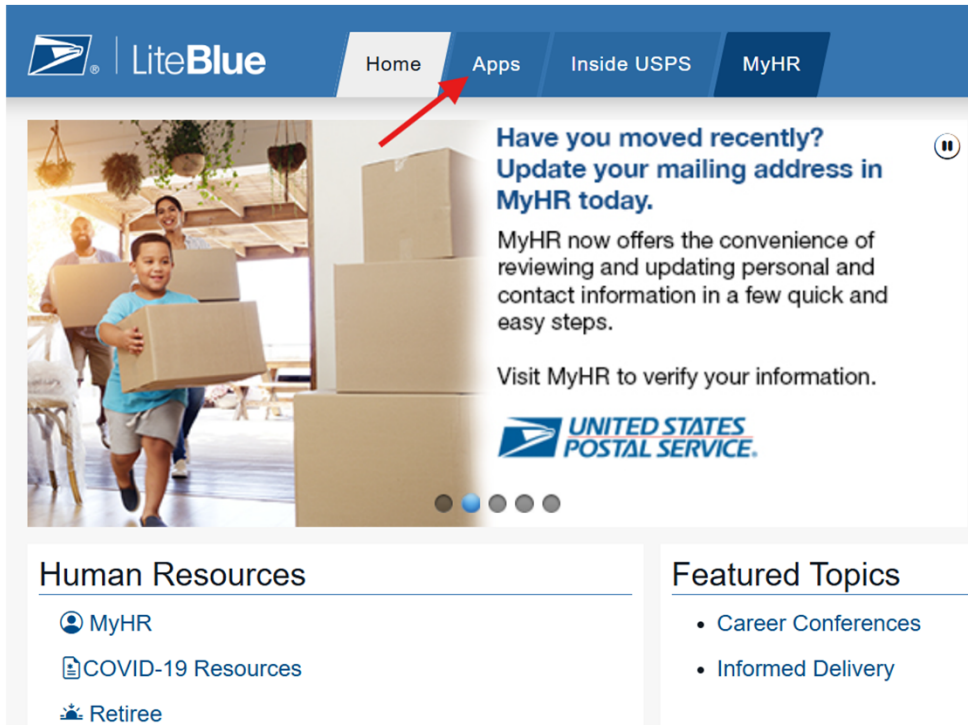 LiteBlue
Home
Apps
Inside USPS
MyHR
Have you moved recently?
Update your mailing address in
MyHR today.
MyHR now offers the convenience of
reviewing and updating personal and
contact information in a few quick and
easy steps.
Visit MyHR to verify your information.
UNITED STATES
POSTAL SERVICE®
Human Resources
MyHR
COVID-19 Resources
Retiree
Featured Topics
• Career Conferences
• Informed Delivery